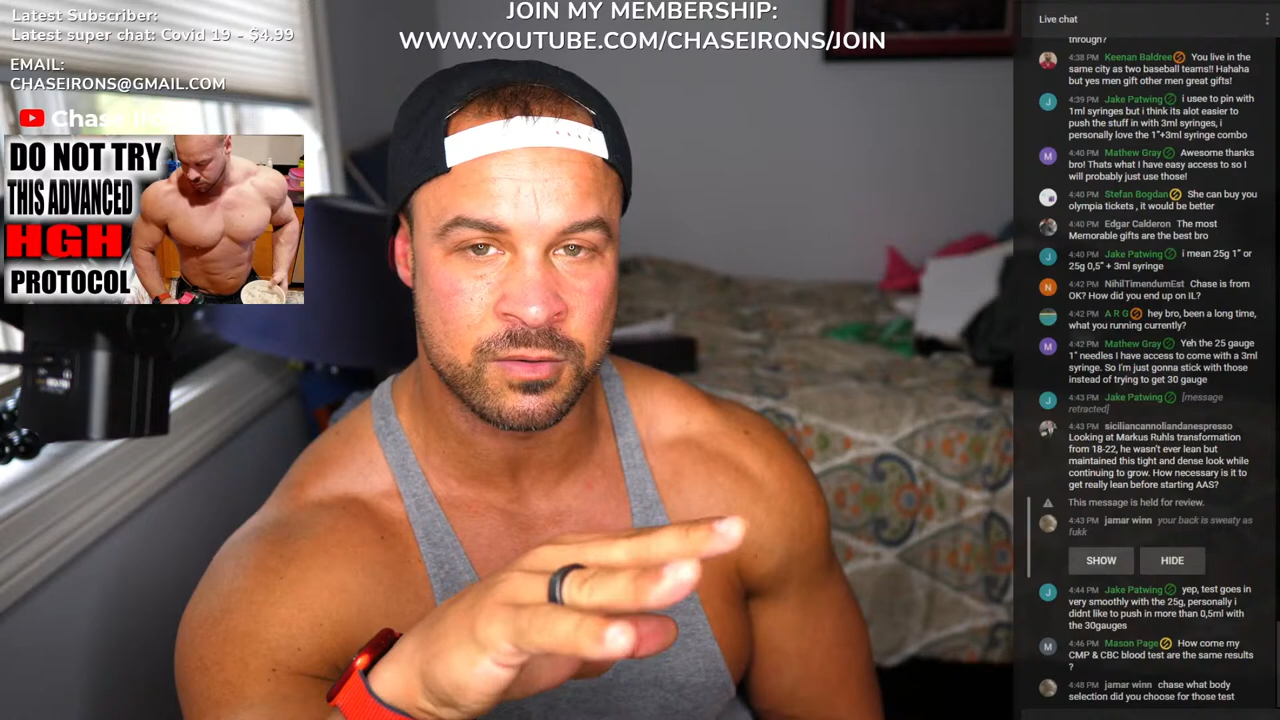 Latest Subscriber:
Latest super chat: Covid 19 - $4.99
EMAIL:
CHASEIRONS@GMAIL.COM
Chase Irons
DO NOT TRY
THIS ADVANCED
HGH
PROTOCOL
JOIN MY MEMBERSHIP:
WWW.YOUTUBE.COM/CHASEIRONS/JOIN
Live chat
through?
4:38 PM Keenan Baldree You live in the
same city as two baseball teams!! Hahaha
but yes men gift other men great gifts!
J
4:39 PM Jake Patwing i usee to pin with
1ml syringes but i think its alot easier to
push the stuff in with 3ml syringes, i
personally love the 1"+3ml syringe combo
M
4:40 PM Mathew Gray Awesome thanks
bro! Thats what I have easy access to so I
will probably just use those!
4:40 PM Stefan Bogdan She can buy you
olympia tickets , it would be better
4:40 PM Edgar Calderon The most
Memorable gifts are the best bro
J
4:40 PM Jake Patwing i mean 25g 1" or
25g 0,5" + 3ml syringe
N
4:42 PM NihilTimendumEst Chase is from
OK? How did you end up on IL?
4:42 PM A R G hey bro, been a long time,
what you running currently?
M
4:42 PM Mathew Gray Yeh the 25 gauge
1" needles I have access to come with a 3ml
syringe. So I'm just gonna stick with those
instead of trying to get 30 gauge
J
4:43 PM Jake Patwing [message
retracted]
4:43 PM siciliancannoliandanespresso
Looking at Markus Ruhls transformation
from 18-22, he wasn't ever lean but
maintained this tight and dense look while
continuing to grow. How necessary is it to
get really lean before starting AAS?
This message is held for review.
4:43 PM jamar winn your back is sweaty as
fukk
SHOW HIDE
J
4:44 PM Jake Patwing yep, test goes in
very smoothly with the 25g, personally i
didnt like to push in more than 0,5ml with
the 30gauges
M
4:46 PM Mason Page How come my
CMP & CBC blood test are the same results
?
4:48 PM jamar winn chase what body
selection did you choose for those test